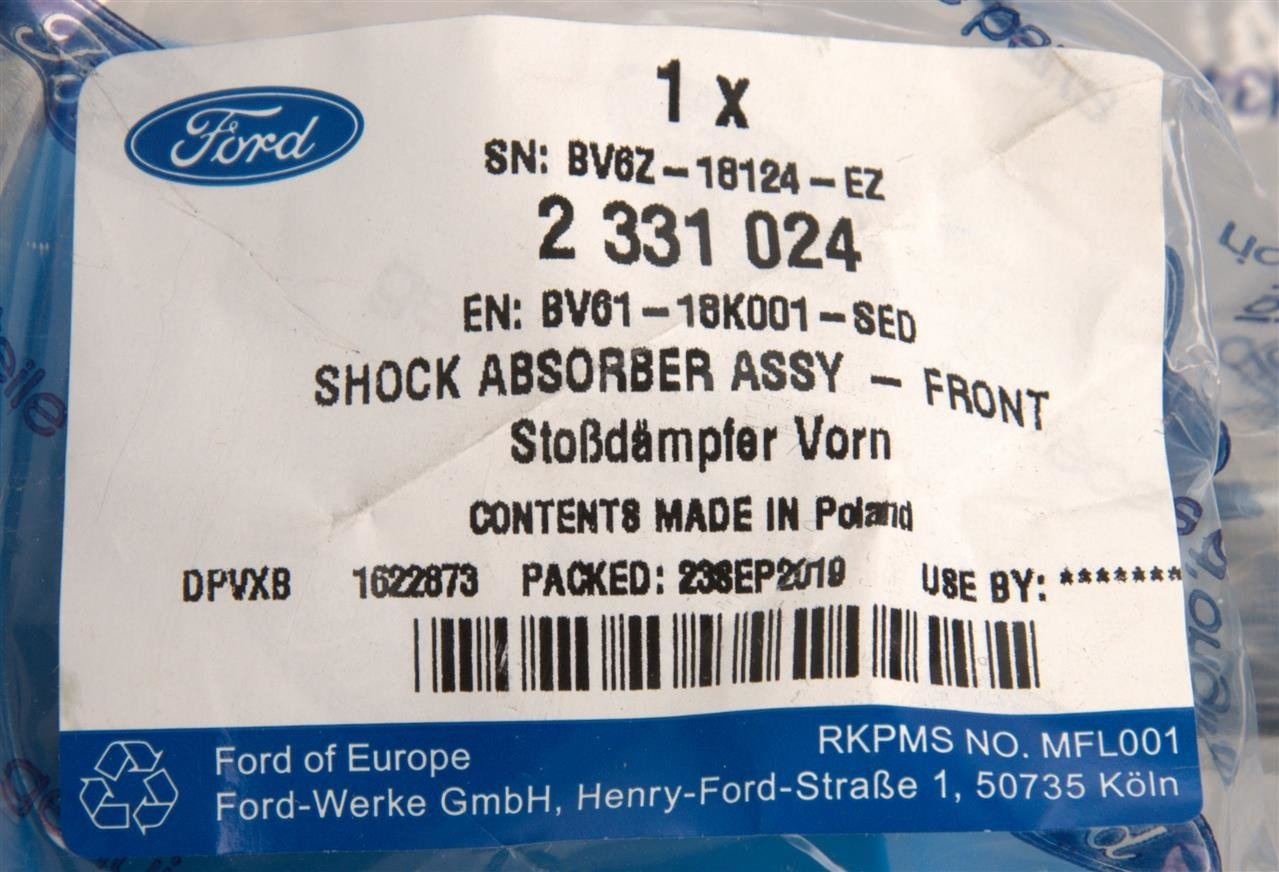 Ford
1 x
SN: BV6Z-18124-EZ
2 331 024
EN: BV61-18K001-SED
SHOCK ABSORBER ASSY - FRONT
Stoßdämpfer Vorn
CONTENTS MADE IN Poland
DPVXB 1622873 PACKED: 23SEP2019 USE BY: *******
Ford of Europe
RKPMS NO. MFL001
Ford-Werke GmbH, Henry-Ford-Straße 1, 50735 Köln